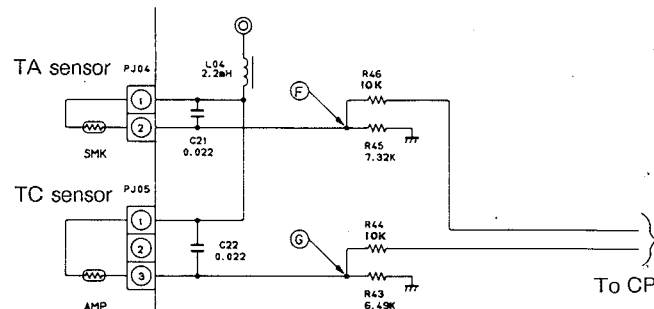 L04
2.2mH
TA sensor PJ04
1
2
SMK
C21
0.022
F
R46
10K
R45
7.32K
TC sensor
PJ05
1
2
3
AMP
C22
0.022
G
R44
10K
R43
6.49K
To CP